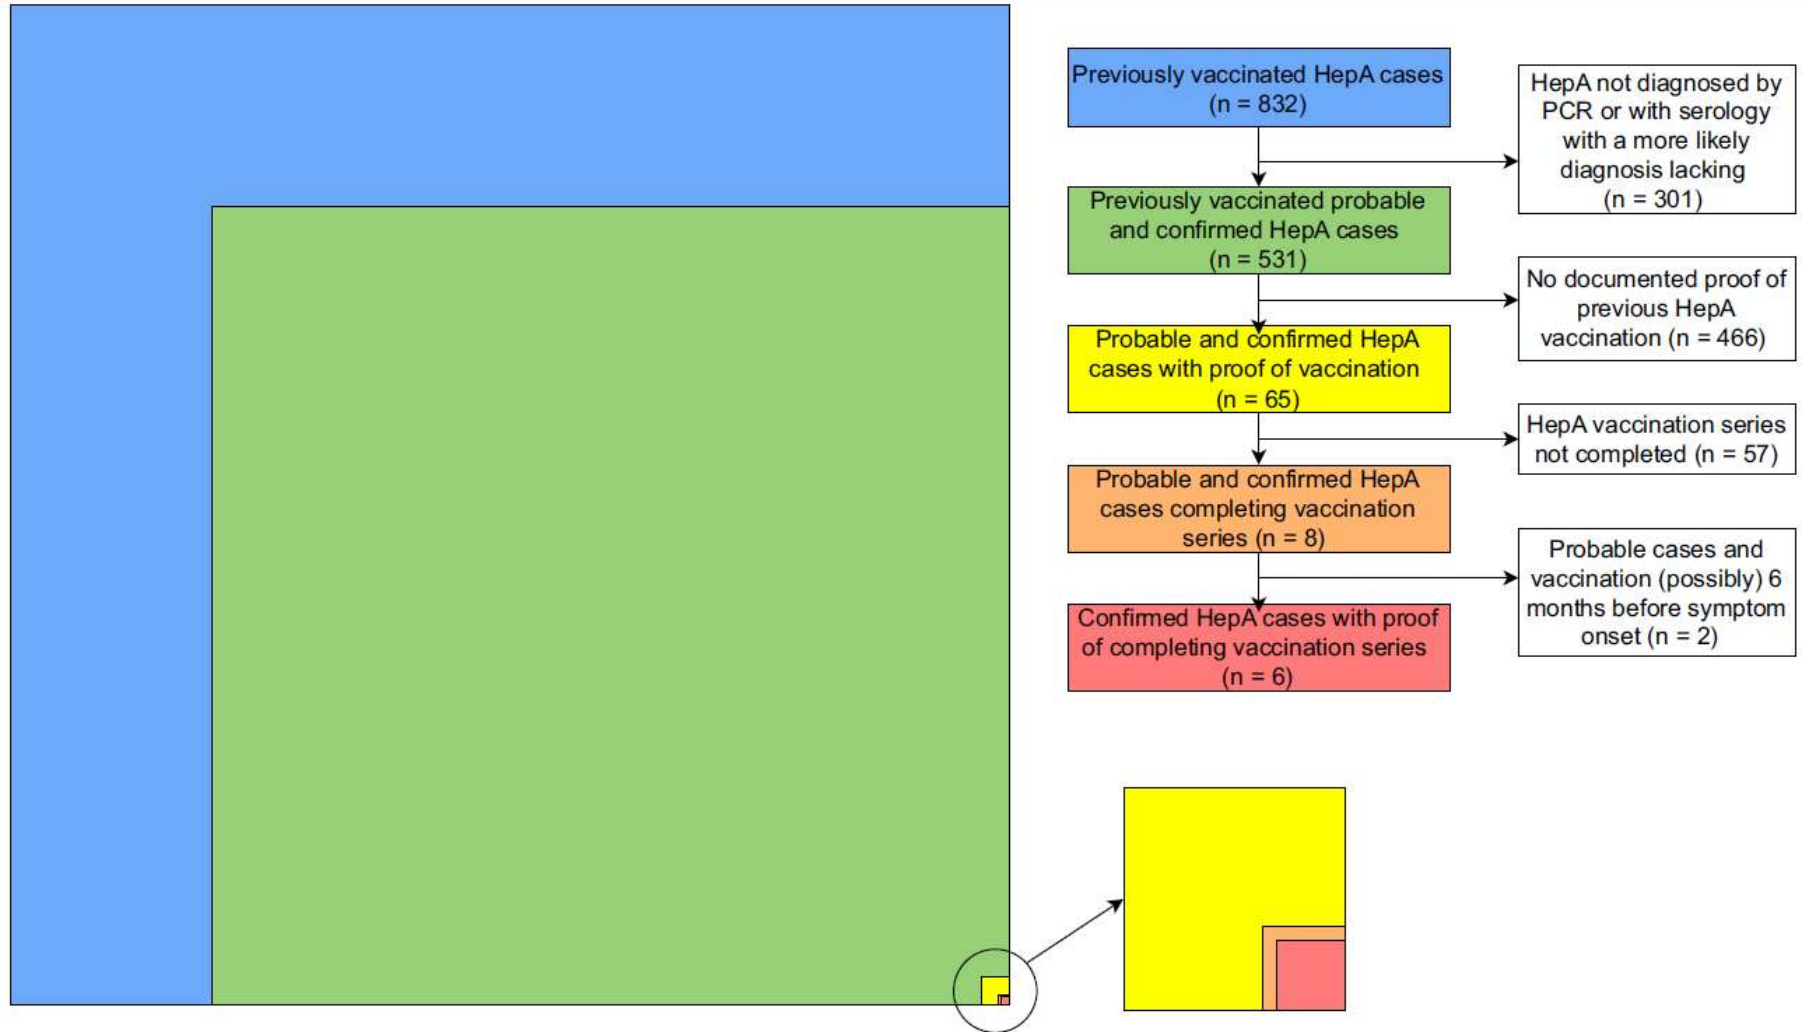 Previously vaccinated HepA cases
(n = 832)
HepA not diagnosed by
PCR or with serology
with a more likely
diagnosis lacking
(n = 301)
Previously vaccinated probable
and confirmed HepA cases
(n = 531)
No documented proof of
previous HepA
vaccination (n = 466)
Probable and confirmed HepA
cases with proof of vaccination
(n = 65)
HepA vaccination series
not completed (n = 57)
Probable and confirmed HepA
cases completing vaccination
series (n = 8)
Probable cases and
vaccination (possibly) 6
months before symptom
onset (n = 2)
Confirmed HepA cases with proof
of completing vaccination series
(n = 6)